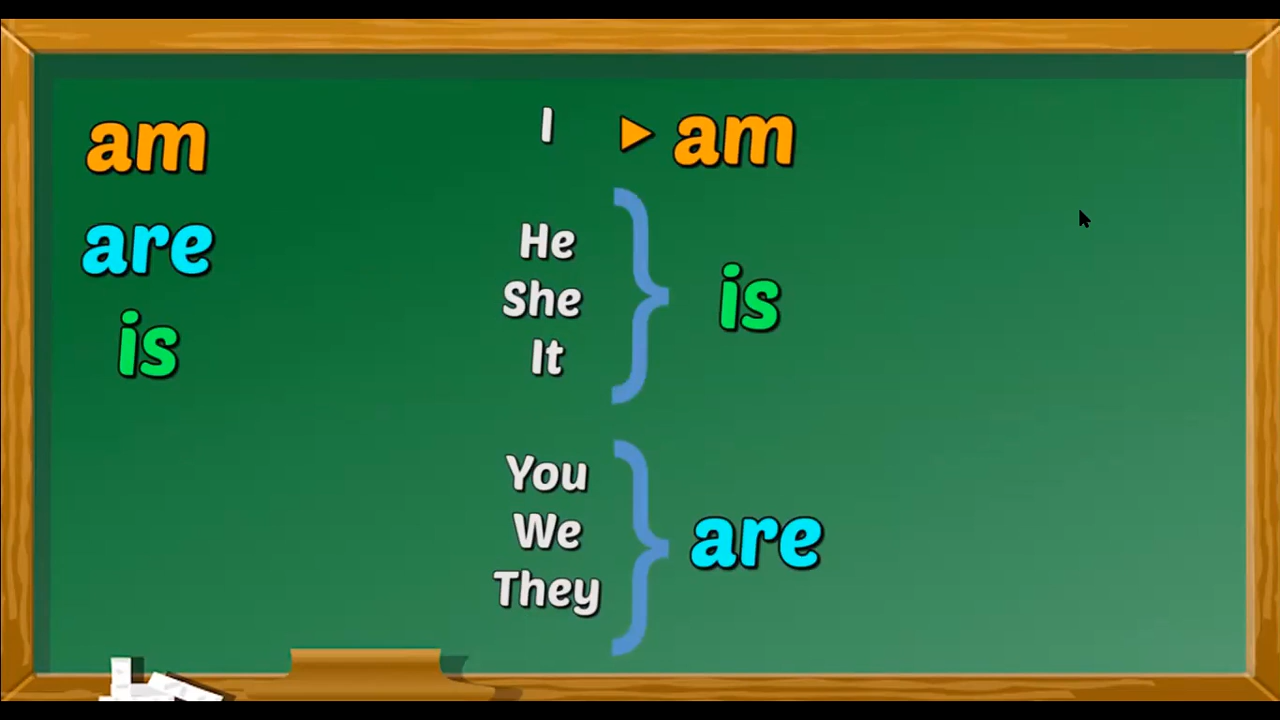 am
are
is
I ▶ am
He
She
It
is
You
We
They
are